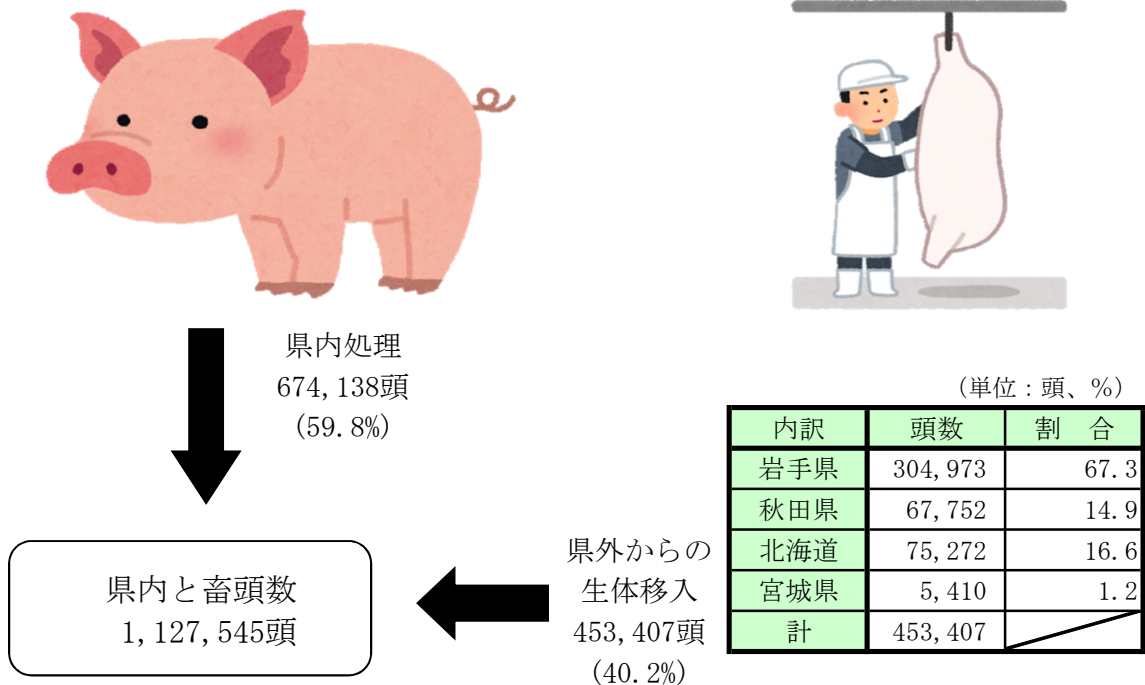 県内処理
674,138頭
(59.8%)
(単位：頭、%)
内訳 頭数 割　合
岩手県 304,973 67.3
秋田県 67,752 14.9
北海道 75,272 16.6
宮城県 5,410 1.2
計 453,407
県外からの
生体移入
453,407頭
(40.2%)
県内と畜頭数
1,127,545頭